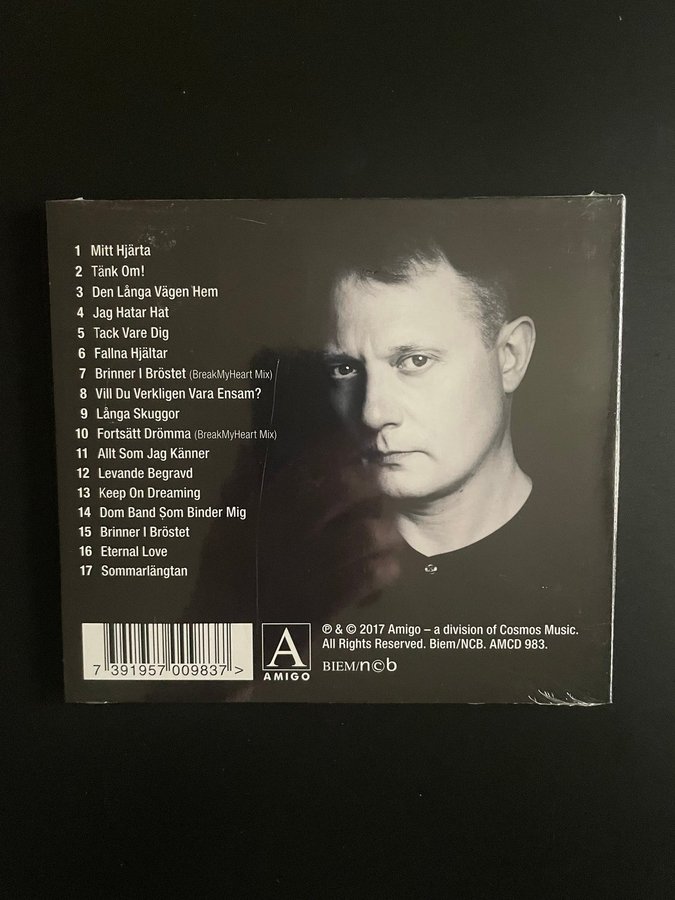 1 Mitt Hjärta
2 Tänk Om!
3 Den Långa Vägen Hem
4 Jag Hatar Hat
5 Tack Vare Dig
6 Fallna Hjältar
7 Brinner I Bröstet (BreakMyHeart Mix)
8 Vill Du Verkligen Vara Ensam?
9 Långa Skuggor
10 Fortsätt Drömma (BreakMyHeart Mix)
11 Allt Som Jag Känner
12 Levande Begravd
13 Keep On Dreaming
14 Dom Band Som Binder Mig
15 Brinner I Bröstet
16 Eternal Love
17 Sommarlängtan
7 391957 009837 >
A
AMIGO
℗ & © 2017 Amigo – a division of Cosmos Music.
All Rights Reserved. Biem/NCB. AMCD 983.
BIEM/n©b